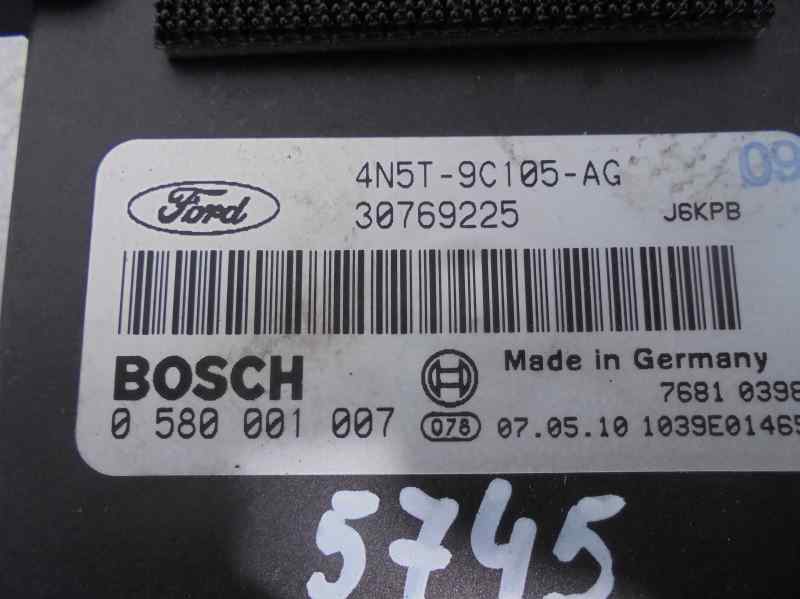 4N5T-9C105-AG 09
Ford 30769225 J6KPB
BOSCH Made in Germany
7681 0398
0 580 001 007 078 07.05.10 1039E01465
5745